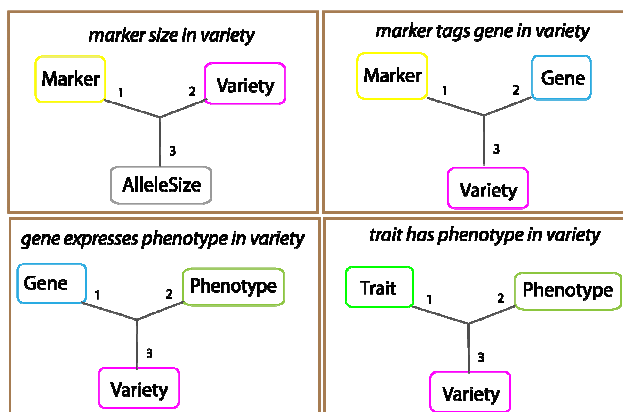 marker size in variety
Marker
1
2
Variety
3
AlleleSize
marker tags gene in variety
Marker
1
2
Gene
3
Variety
gene expresses phenotype in variety
Gene
1
2
Phenotype
3
Variety
trait has phenotype in variety
Trait
1
2
Phenotype
3
Variety